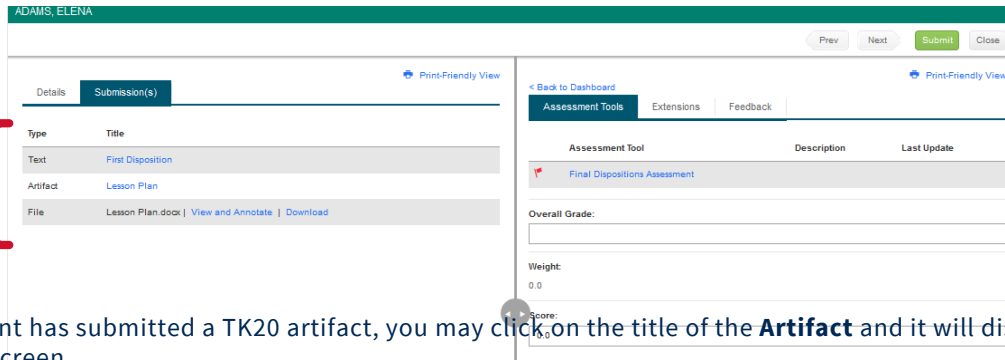 ADAMS, ELENA
Prev Next Submit Close
Print-Friendly View
Details Submission(s)
Type Title
Text First Disposition
Artifact Lesson Plan
File Lesson Plan.docx | View and Annotate | Download
Print-Friendly View
< Back to Dashboard
Assessment Tools Extensions Feedback
Assessment Tool Description Last Update
Final Dispositions Assessment
Overall Grade:
Weight:
0.0
Score:
0.0
nt has submitted a TK20 artifact, you may click on the title of the Artifact and it will di
creen